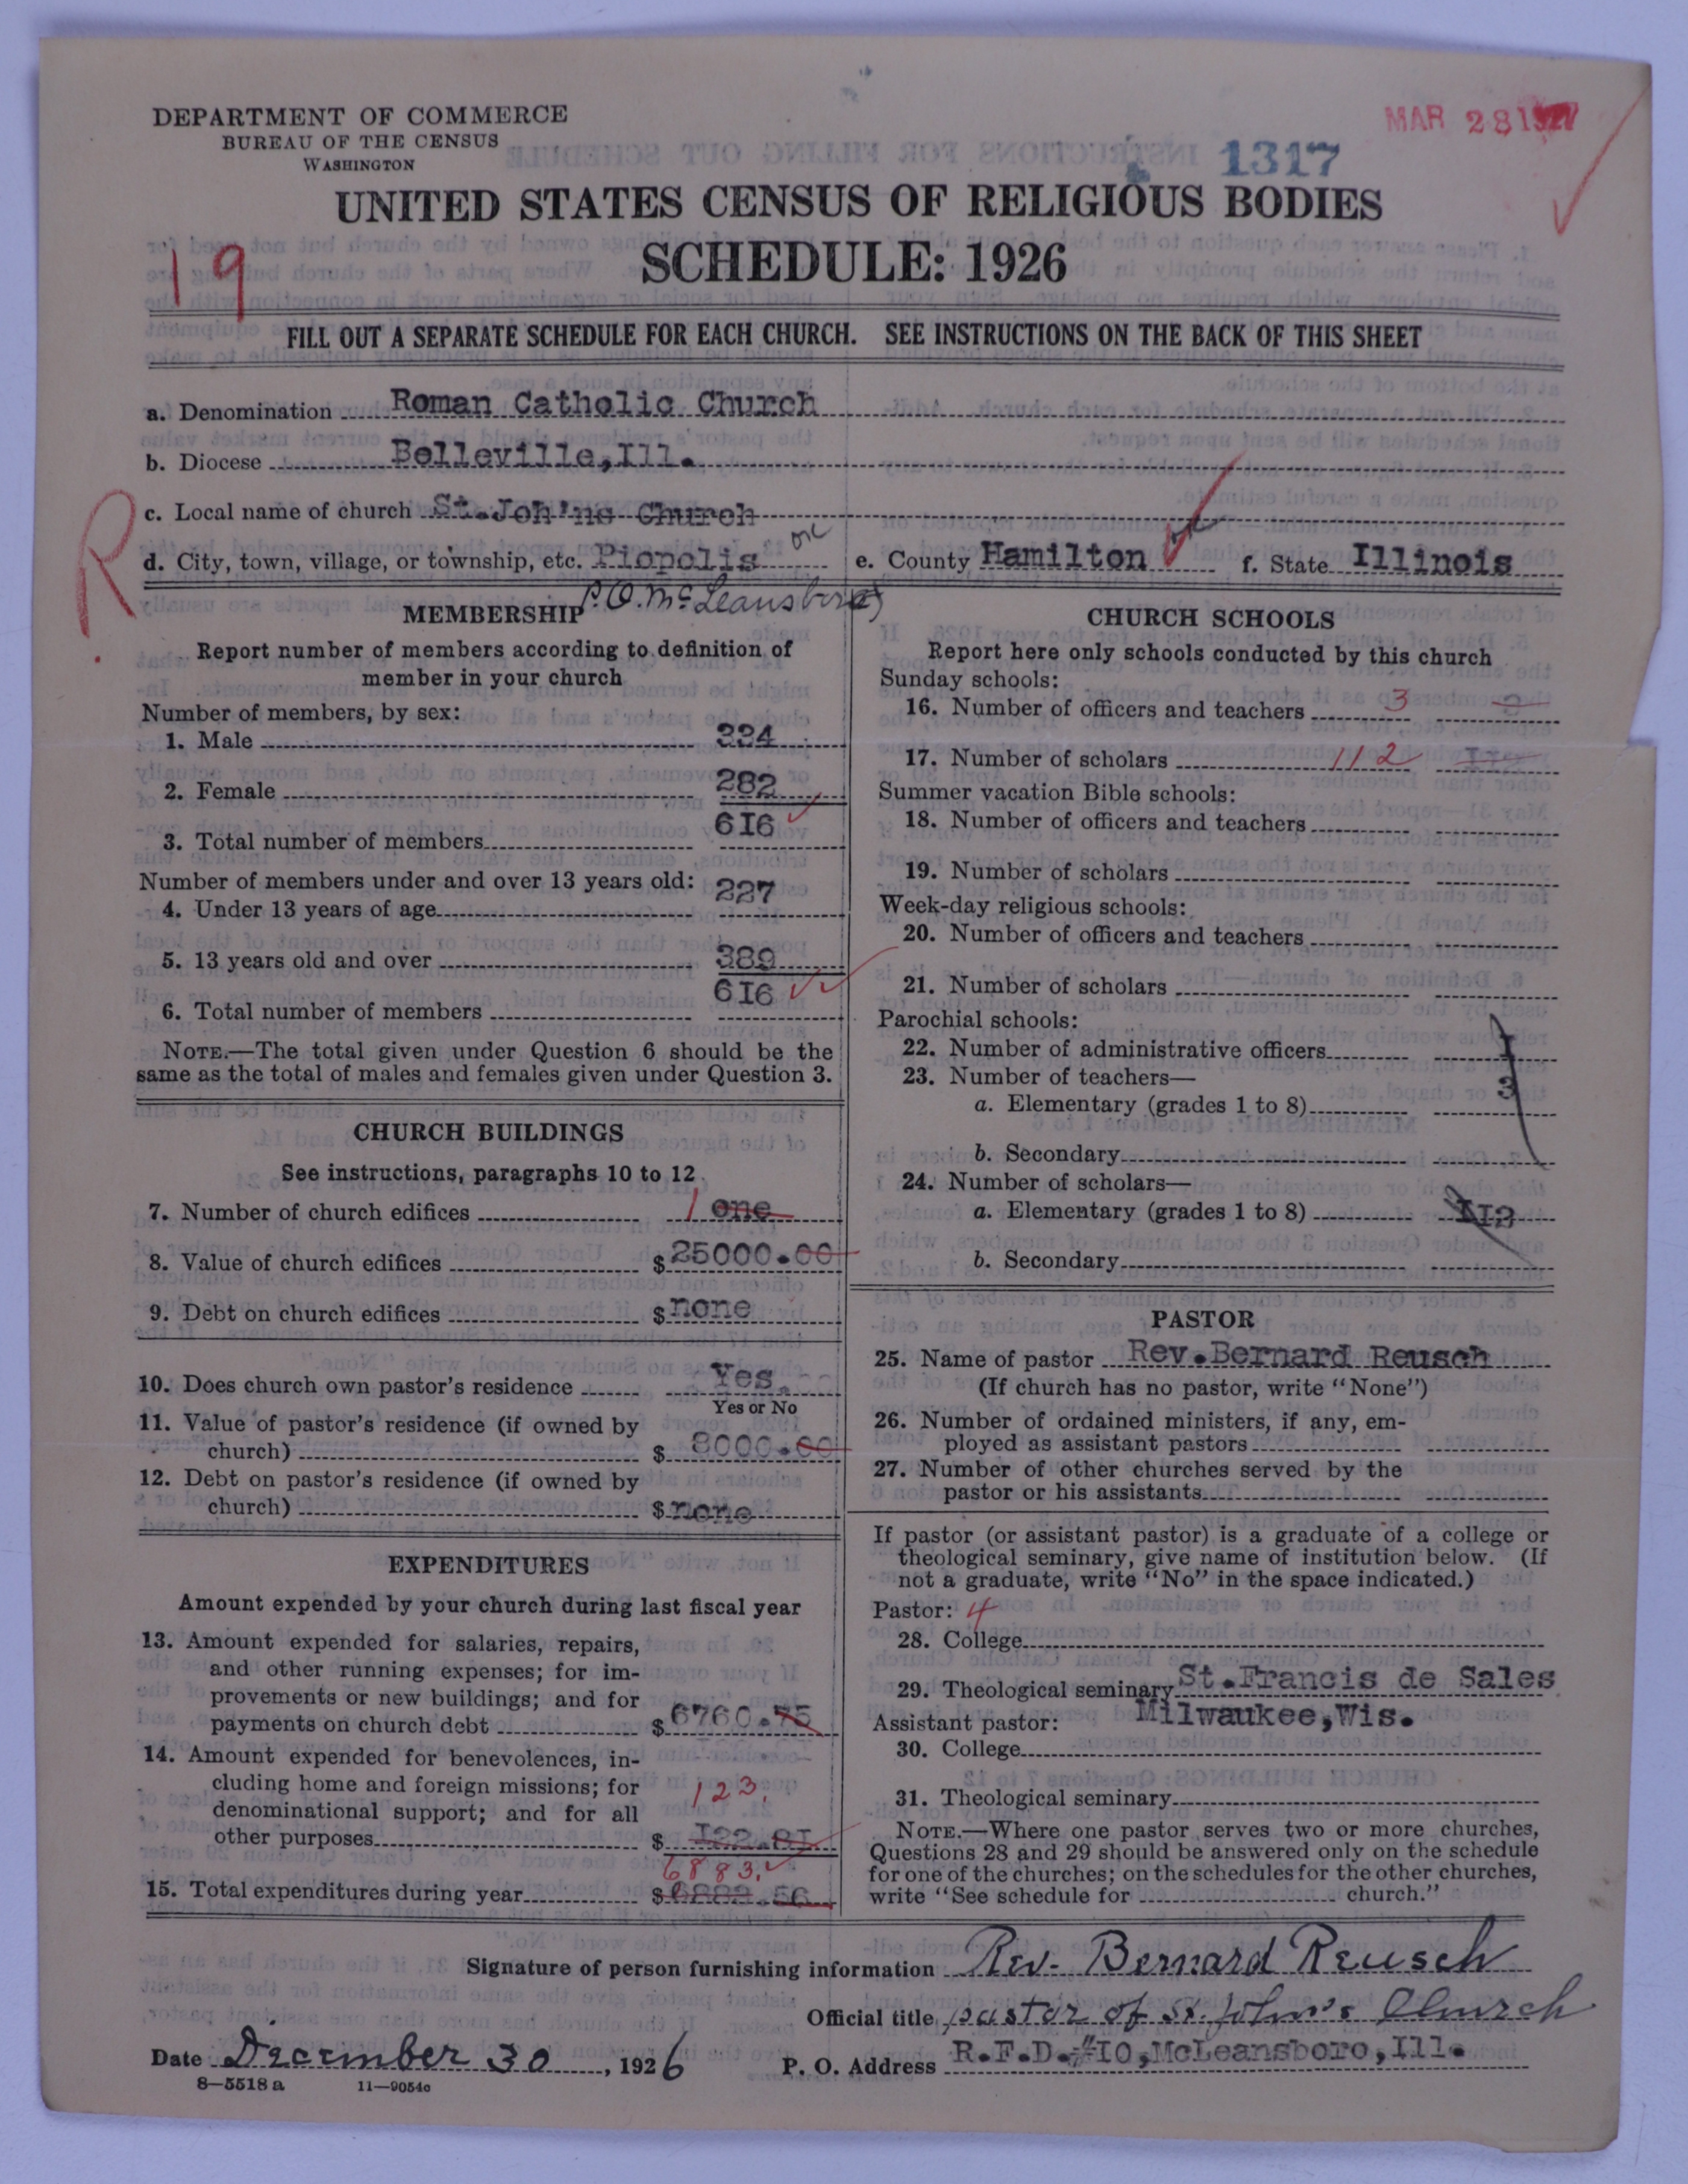 DEPARTMENT OF COMMERCE
BUREAU OF THE CENSUS
WASHINGTON
MAR 28 1927
1317
UNITED STATES CENSUS OF RELIGIOUS BODIES
SCHEDULE: 1926
19
FILL OUT A SEPARATE SCHEDULE FOR EACH CHURCH. SEE INSTRUCTIONS ON THE BACK OF THIS SHEET
a. Denomination Roman Catholic Church
b. Diocese Belleville,Ill.
R
c. Local name of church St.Joh'ns Church
d. City, town, village, or township, etc. Piopolis
e. County Hamilton f. State Illinois
P.O. McLeansboro)
MEMBERSHIP
Report number of members according to definition of
member in your church
Number of members, by sex:
1. Male 334
2. Female 282
3. Total number of members 6I6
Number of members under and over 13 years old:
4. Under 13 years of age 227
5. 13 years old and over 389
6. Total number of members 6I6
NOTE.—The total given under Question 6 should be the
same as the total of males and females given under Question 3.
CHURCH BUILDINGS
See instructions, paragraphs 10 to 12
7. Number of church edifices 1 one
8. Value of church edifices $ 25000.00
9. Debt on church edifices $ none
10. Does church own pastor's residence Yes.
Yes or No
11. Value of pastor's residence (if owned by
church) $ 8000.00
12. Debt on pastor's residence (if owned by
church) $ none
EXPENDITURES
Amount expended by your church during last fiscal year
13. Amount expended for salaries, repairs,
and other running expenses; for im-
provements or new buildings; and for
payments on church debt $ 6760.75
14. Amount expended for benevolences, in-
cluding home and foreign missions; for
denominational support; and for all
123.
other purposes $ I22.8I
6883.
15. Total expenditures during year $ 6883.56
CHURCH SCHOOLS
Report here only schools conducted by this church
Sunday schools:
16. Number of officers and teachers 3 3
17. Number of scholars 112
Summer vacation Bible schools:
18. Number of officers and teachers
19. Number of scholars
Week-day religious schools:
20. Number of officers and teachers
21. Number of scholars
Parochial schools:
22. Number of administrative officers I
23. Number of teachers—
a. Elementary (grades 1 to 8) 3
b. Secondary
24. Number of scholars—
a. Elementary (grades 1 to 8) II2
b. Secondary
PASTOR
25. Name of pastor Rev.Bernard Reusch
(If church has no pastor, write "None")
26. Number of ordained ministers, if any, em-
ployed as assistant pastors
27. Number of other churches served by the
pastor or his assistants
If pastor (or assistant pastor) is a graduate of a college or
theological seminary, give name of institution below. (If
not a graduate, write "No" in the space indicated.)
Pastor: 4
28. College
29. Theological seminary St.Francis de Sales
Assistant pastor: Milwaukee,Wis.
30. College
31. Theological seminary
NOTE.—Where one pastor serves two or more churches,
Questions 28 and 29 should be answered only on the schedule
for one of the churches; on the schedules for the other churches,
write "See schedule for church."
Signature of person furnishing information Rev. Bernard Reusch
Official title pastor of St. John's Church
Date December 30, 1926 P. O. Address R.F.D.#I0,McLeansboro,Ill.
8—5518 a 11—9054c